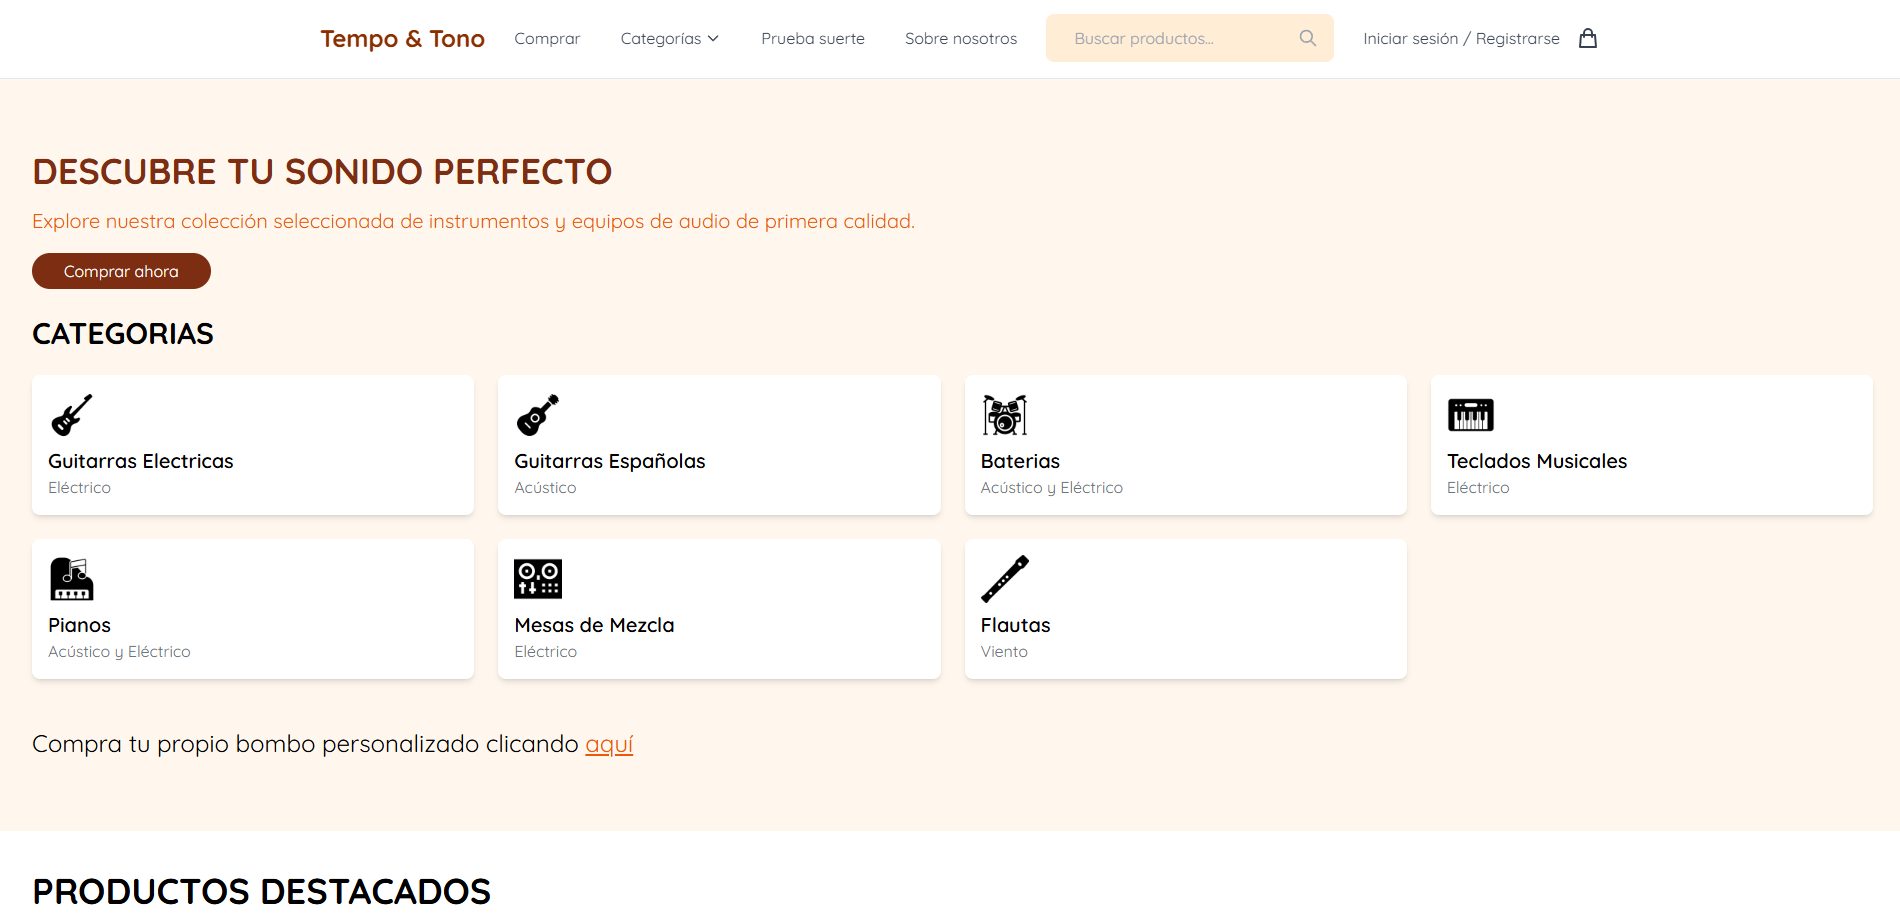 Tempo & Tono Comprar Categorías Prueba suerte Sobre nosotros Buscar productos... Iniciar sesión / Registrarse
DESCUBRE TU SONIDO PERFECTO
Explore nuestra colección seleccionada de instrumentos y equipos de audio de primera calidad.
Comprar ahora
CATEGORIAS
Guitarras Electricas
Eléctrico
Guitarras Españolas
Acústico
Baterias
Acústico y Eléctrico
Teclados Musicales
Eléctrico
Pianos
Acústico y Eléctrico
Mesas de Mezcla
Eléctrico
Flautas
Viento
Compra tu propio bombo personalizado clicando aquí
PRODUCTOS DESTACADOS